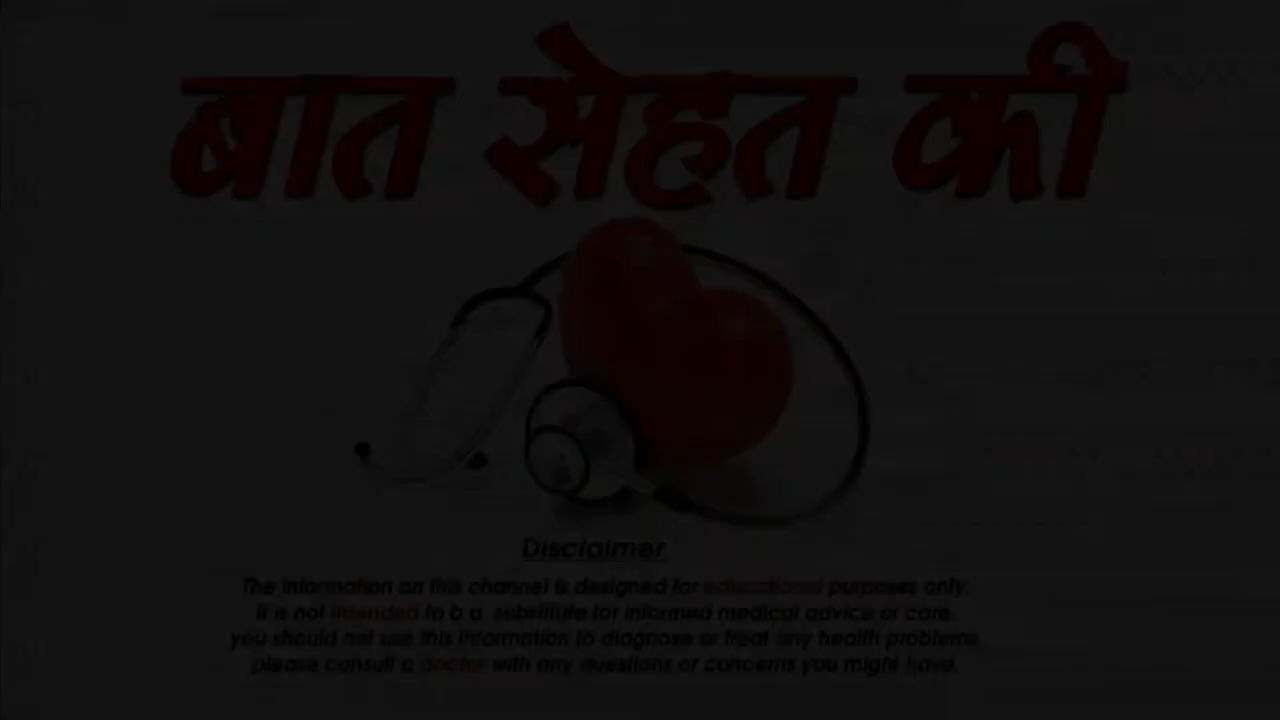 बात सेहत की
Disclaimer
The information on this channel is designed for educational purposes only.
it is not intended to b a substitute for informed medical advice or care.
you should not use this information to diagnose or treat any health problems
please consult a doctor with any questions or concerns you might have.